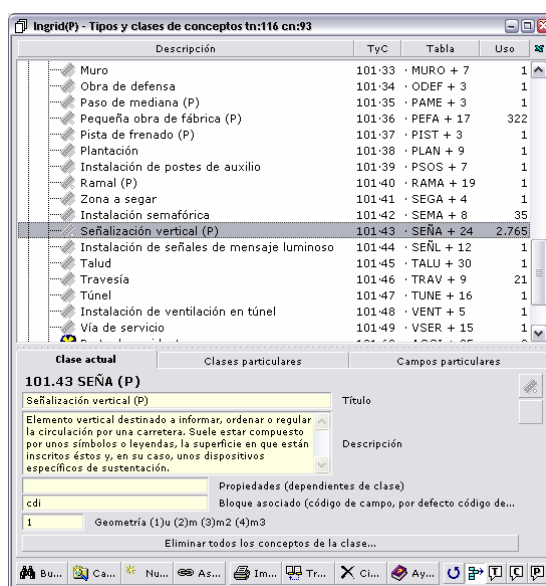 Ingrid(P) - Tipos y clases de conceptos tn:116 cn:93
Descripción TyC Tabla Uso
Muro 101·33 · MURO + 7 1
Obra de defensa 101·34 · ODEF + 3 1
Paso de mediana (P) 101·35 · PAME + 3 1
Pequeña obra de fábrica (P) 101·36 · PEFA + 17 322
Pista de frenado (P) 101·37 · PIST + 3 1
Plantación 101·38 · PLAN + 9 1
Instalación de postes de auxilio 101·39 · PSOS + 7 1
Ramal (P) 101·40 · RAMA + 19 1
Zona a segar 101·41 · SEGA + 4 1
Instalación semafórica 101·42 · SEMA + 8 35
Señalización vertical (P) 101·43 · SEÑA + 24 2.765
Instalación de señales de mensaje luminoso 101·44 · SEÑL + 12 1
Talud 101·45 · TALU + 30 1
Travesía 101·46 · TRAV + 9 21
Túnel 101·47 · TUNE + 16 1
Instalación de ventilación en túnel 101·48 · VENT + 5 1
Vía de servicio 101·49 · VSER + 15 1
Clase actual Clases particulares Campos particulares
101.43 SEÑA (P)
Señalización vertical (P) Título
Elemento vertical destinado a informar, ordenar o regular
la circulación por una carretera. Suele estar compuesto
por unos símbolos o leyendas, la superficie en que están
inscritos éstos y, en su caso, unos dispositivos
específicos de sustentación.
Descripción
Propiedades (dependientes de clase)
cdi Bloque asociado (código de campo, por defecto código de...
1 Geometría (1)u (2)m (3)m2 (4)m3
Eliminar todos los conceptos de la clase...
Bu... Ca... Nu... As... Im... Tr... Ci... Ay... T C P